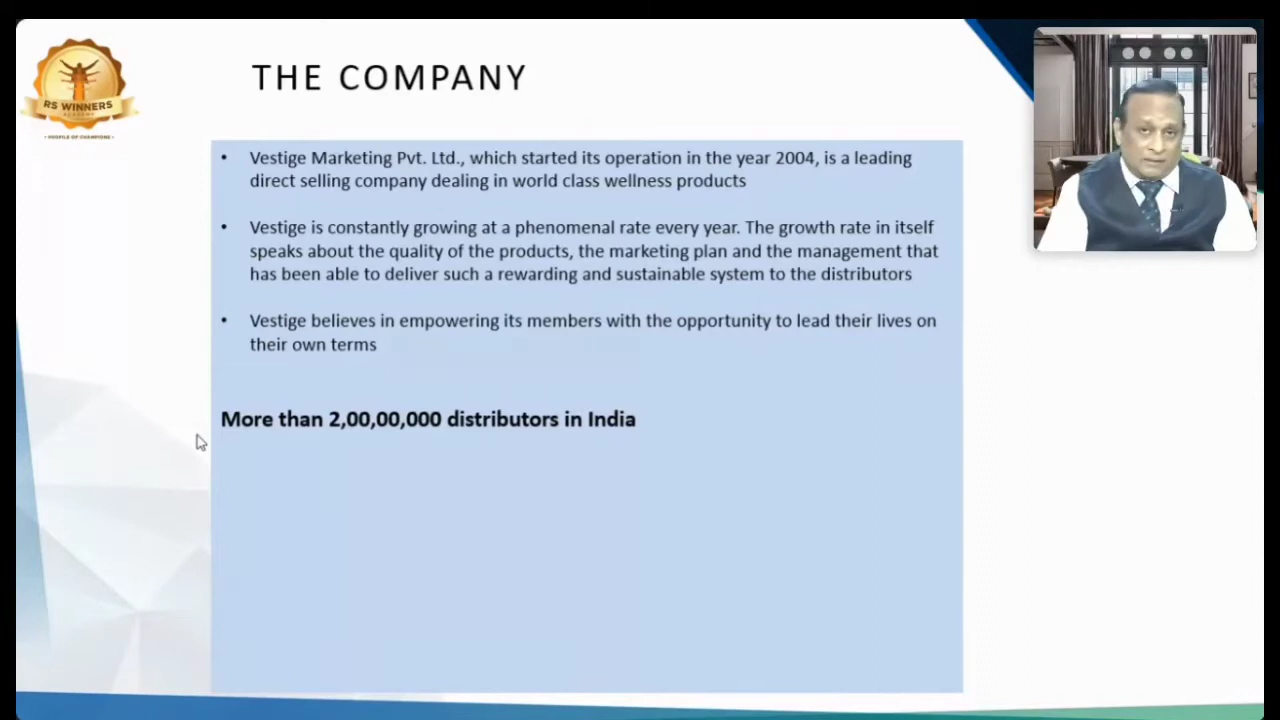 RS WINNERS
ACADEMY
• PEOPLE OF CHAMPIONS •
THE COMPANY
• Vestige Marketing Pvt. Ltd., which started its operation in the year 2004, is a leading
direct selling company dealing in world class wellness products
• Vestige is constantly growing at a phenomenal rate every year. The growth rate in itself
speaks about the quality of the products, the marketing plan and the management that
has been able to deliver such a rewarding and sustainable system to the distributors
• Vestige believes in empowering its members with the opportunity to lead their lives on
their own terms
More than 2,00,00,000 distributors in India